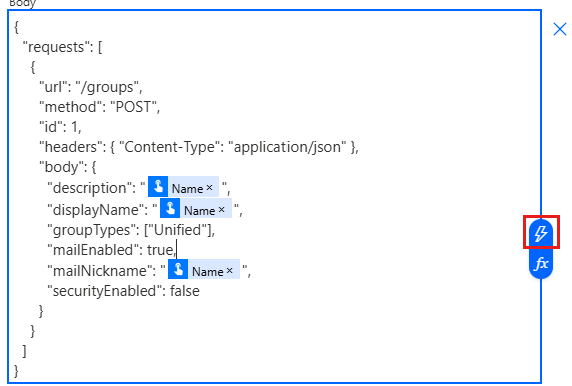 Body
{
"requests": [
{
"url": "/groups",
"method": "POST",
"id": 1,
"headers": { "Content-Type": "application/json" },
"body": {
"description": " Name × ",
"displayName": " Name × ",
"groupTypes": ["Unified"],
"mailEnabled": true,
"mailNickname": " Name × ",
"securityEnabled": false
}
}
]
}
fx